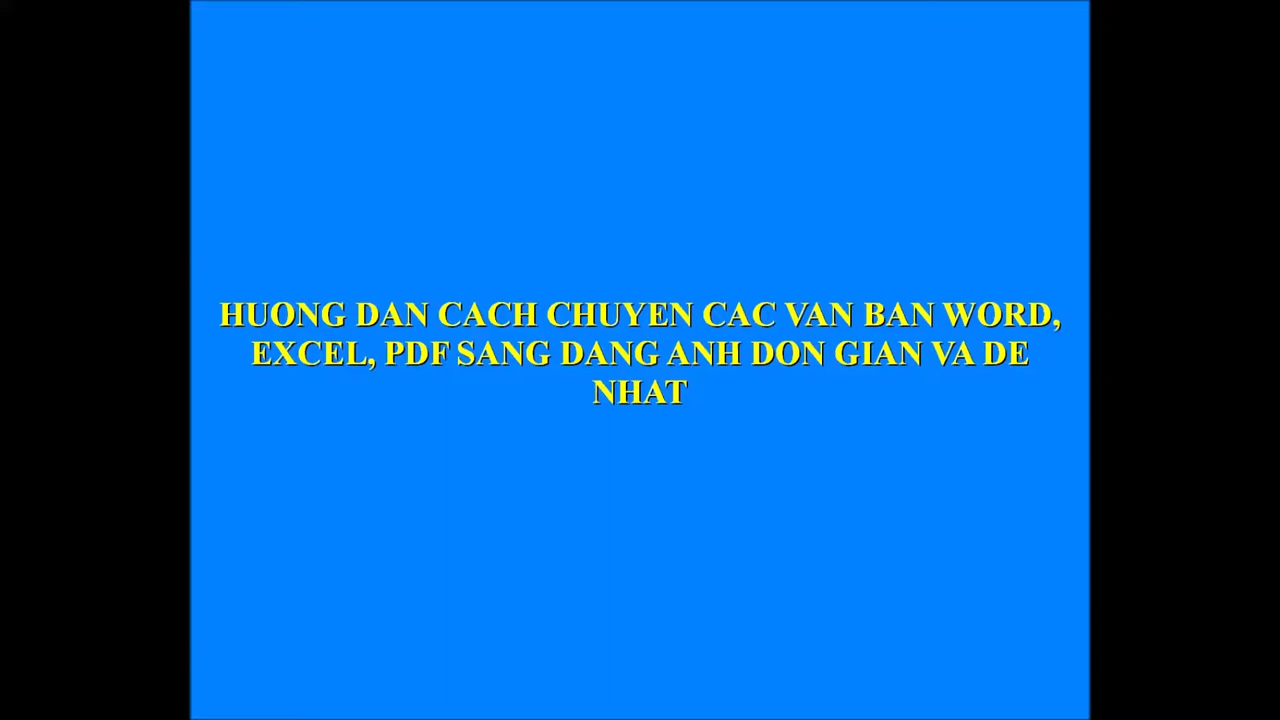 HUONG DAN CACH CHUYEN CAC VAN BAN WORD,
EXCEL, PDF SANG DANG ANH DON GIAN VA DE
NHAT